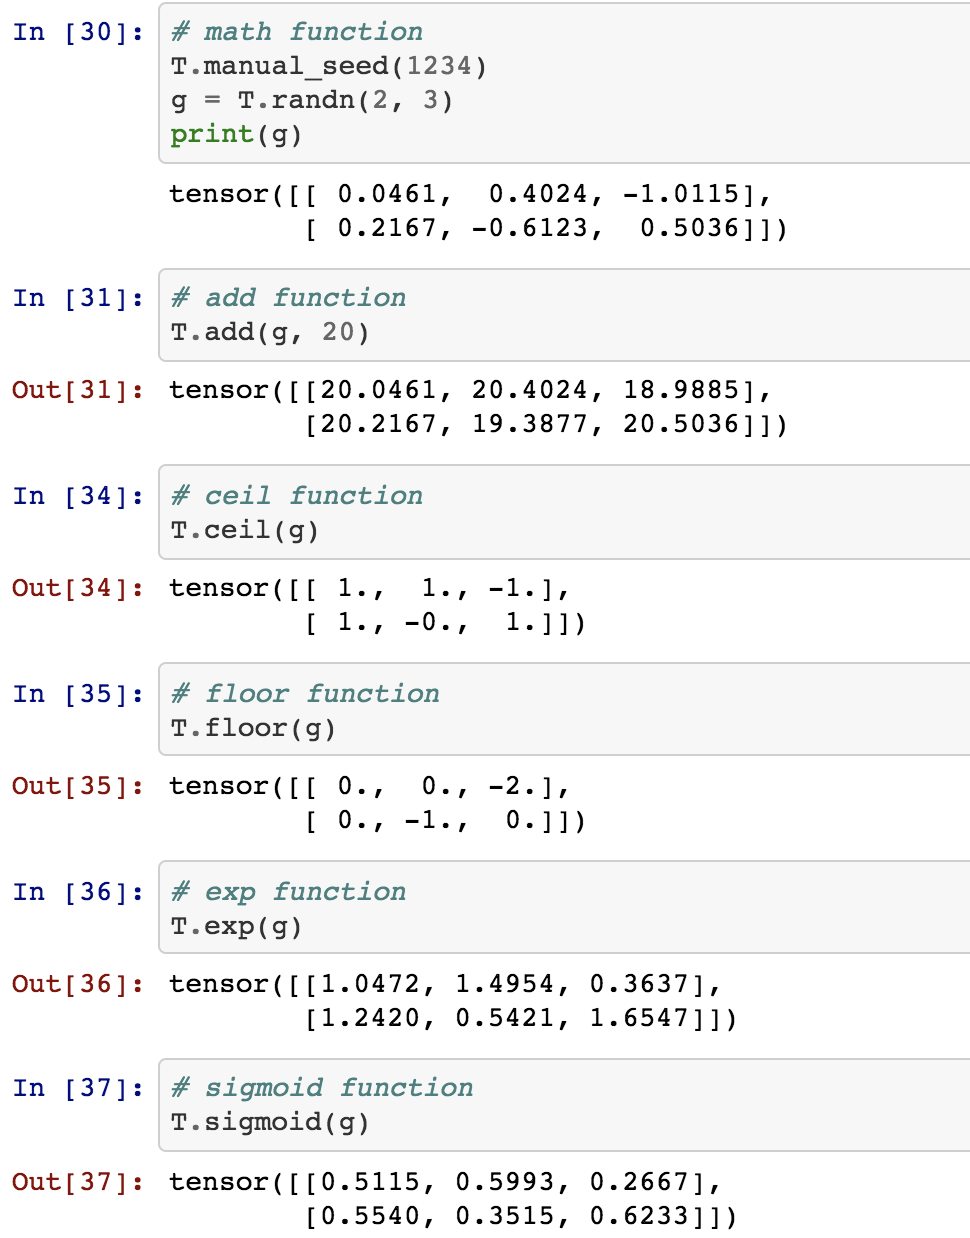 In [30]: # math function
T.manual_seed(1234)
g = T.randn(2, 3)
print(g)
tensor([[ 0.0461,  0.4024, -1.0115],
        [ 0.2167, -0.6123,  0.5036]])
In [31]: # add function
T.add(g, 20)
Out[31]: tensor([[20.0461, 20.4024, 18.9885],
        [20.2167, 19.3877, 20.5036]])
In [34]: # ceil function
T.ceil(g)
Out[34]: tensor([[ 1.,  1., -1.],
        [ 1., -0.,  1.]])
In [35]: # floor function
T.floor(g)
Out[35]: tensor([[ 0.,  0., -2.],
        [ 0., -1.,  0.]])
In [36]: # exp function
T.exp(g)
Out[36]: tensor([[1.0472, 1.4954, 0.3637],
        [1.2420, 0.5421, 1.6547]])
In [37]: # sigmoid function
T.sigmoid(g)
Out[37]: tensor([[0.5115, 0.5993, 0.2667],
        [0.5540, 0.3515, 0.6233]])